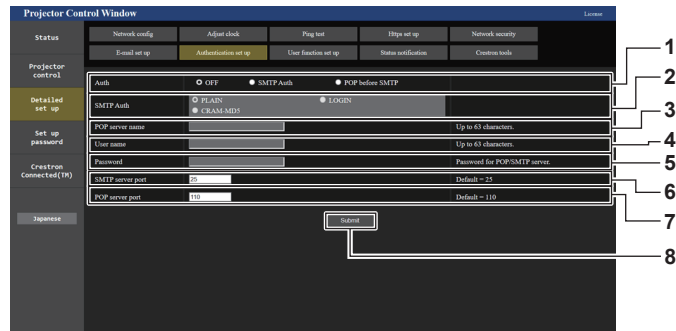 Projector Control Window
License
Status
Network config
Adjust clock
Ping test
Https set up
Network security
E-mail set up
Authentication set up
User function set up
Status notification
Crestron tools
Projector
control
Detailed
set up
Set up
password
Crestron
Connected(TM)
Japanese
Auth
OFF
SMTP Auth
POP before SMTP
1
SMTP Auth
PLAIN
LOGIN
CRAM-MD5
2
POP server name
Up to 63 characters.
3
User name
Up to 63 characters.
4
Password
Password for POP/SMTP server.
5
SMTP server port
25
Default = 25
6
POP server port
110
Default = 110
7
Submit
8